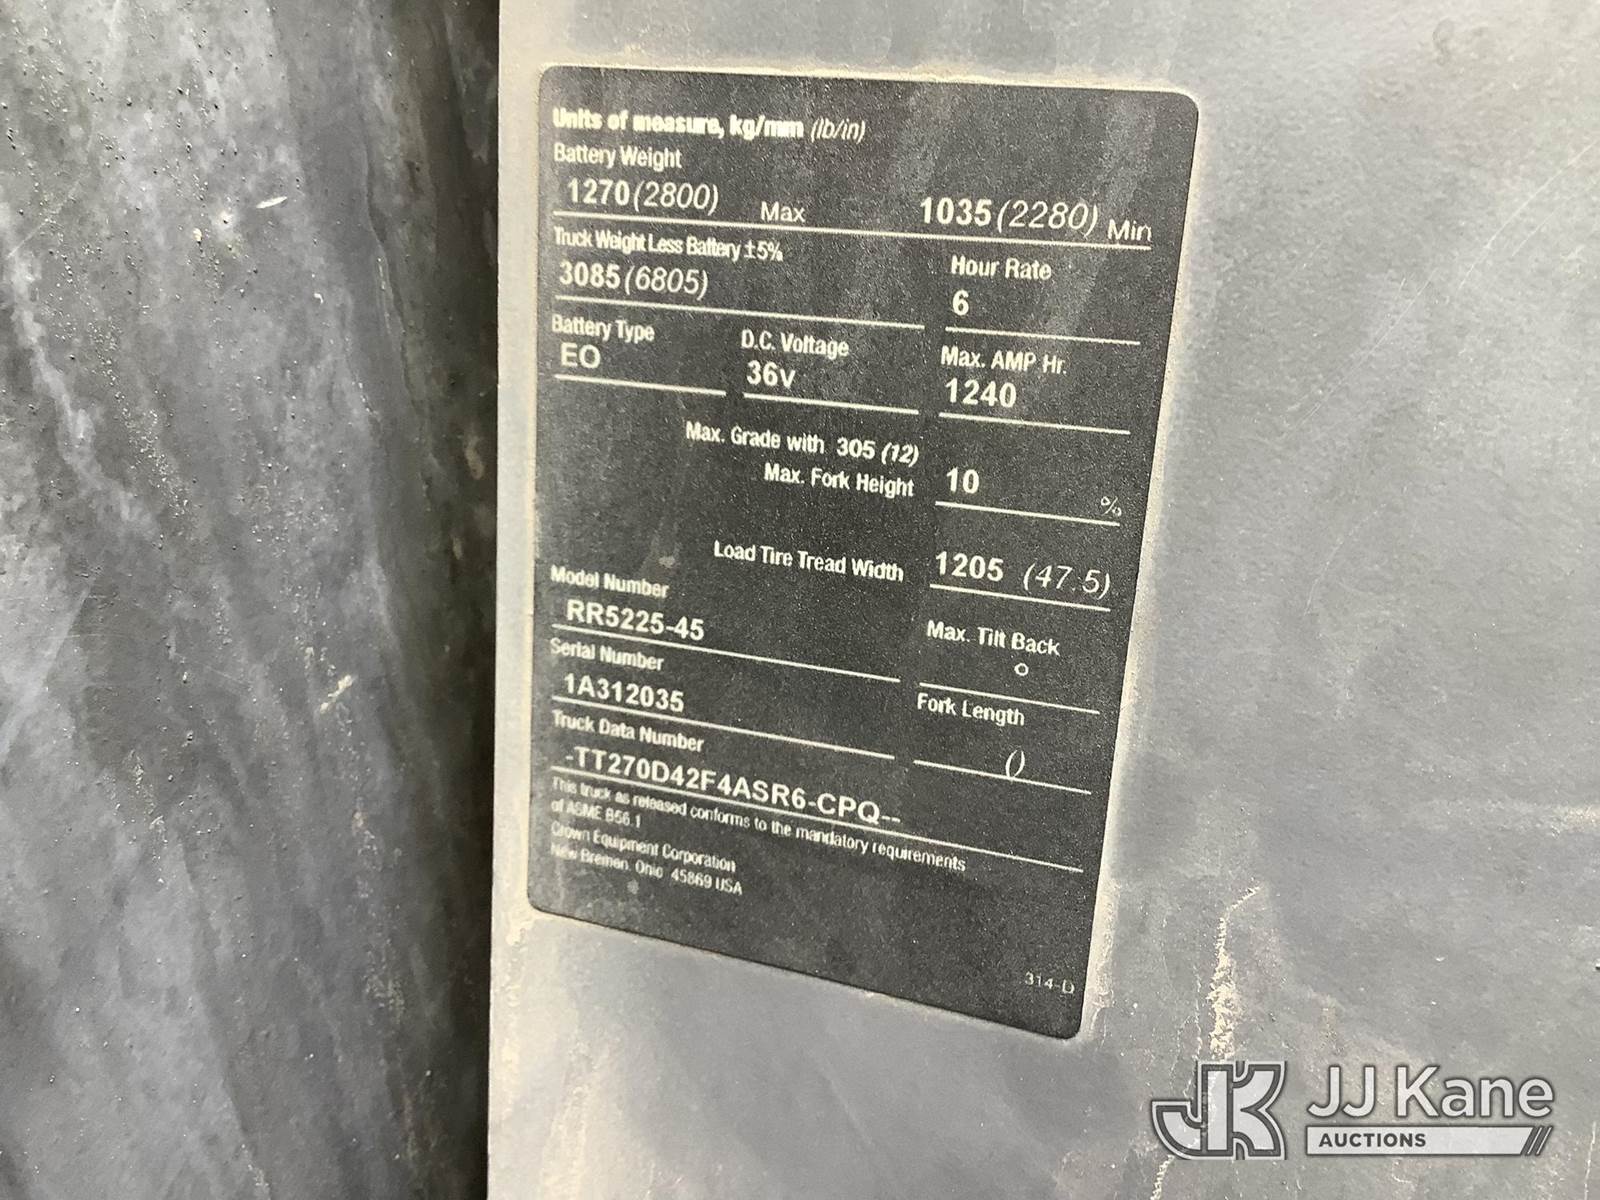 Units of measure, kg/mm (lb/in)
Battery Weight
1270 (2800) Max 1035 (2280) Min
Truck Weight Less Battery ±5%
3085 (6805)
Hour Rate
6
Battery Type
EO
D.C. Voltage
36v
Max. AMP Hr.
1240
Max. Grade with 305 (12)
Max. Fork Height 10 %
Load Tire Tread Width 1205 (47.5)
Model Number
RR5225-45
Max. Tilt Back
°
Serial Number
1A312035
Fork Length
()
Truck Data Number
-TT270D42F4ASR6-CPQ--
This truck as released conforms to the mandatory requirements
of ASME B56.1
Crown Equipment Corporation
New Bremen, Ohio 45869 USA
314-D
JK JJ Kane
AUCTIONS